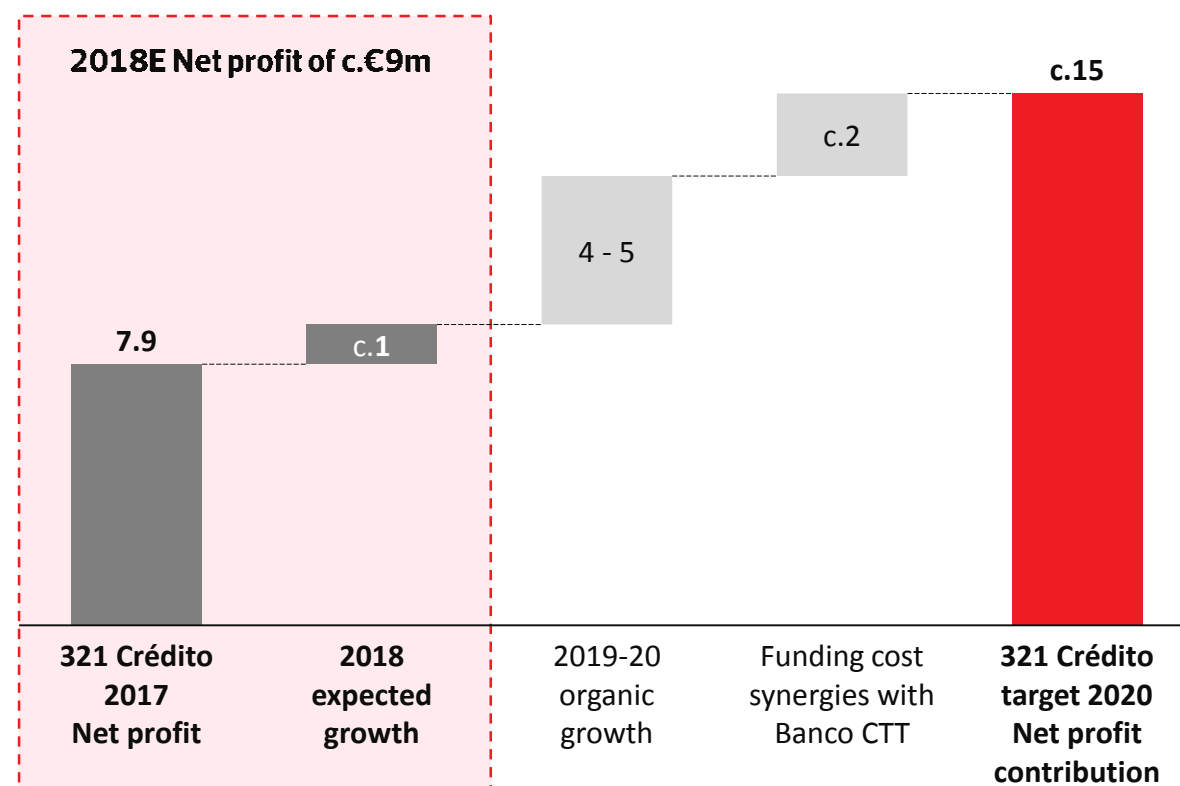 2018E Net profit of c.€9m
c.15
c.2
4 - 5
7.9
c.1
321 Crédito
2017
Net profit
2018
expected
growth
2019-20
organic
growth
Funding cost
synergies with
Banco CTT
321 Crédito
target 2020
Net profit
contribution